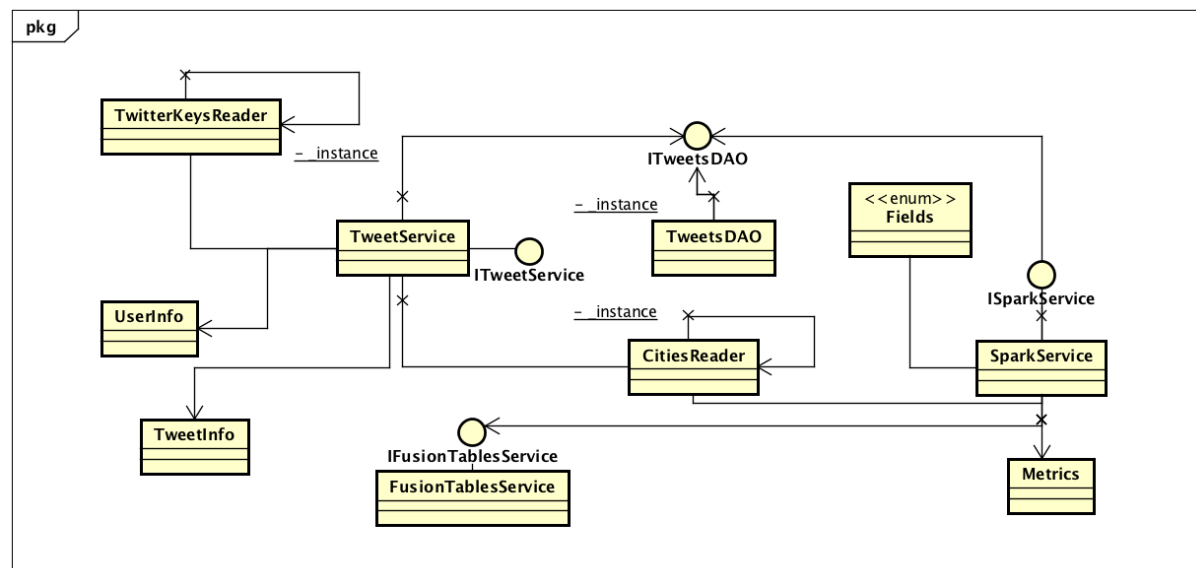 pkg
TwitterKeysReader
- _instance
ITweetsDAO
- _instance
<<enum>>
Fields
TweetService
ITweetService
TweetsDAO
ISparkService
UserInfo
- _instance
CitiesReader
SparkService
TweetInfo
IFusionTablesService
FusionTablesService
Metrics